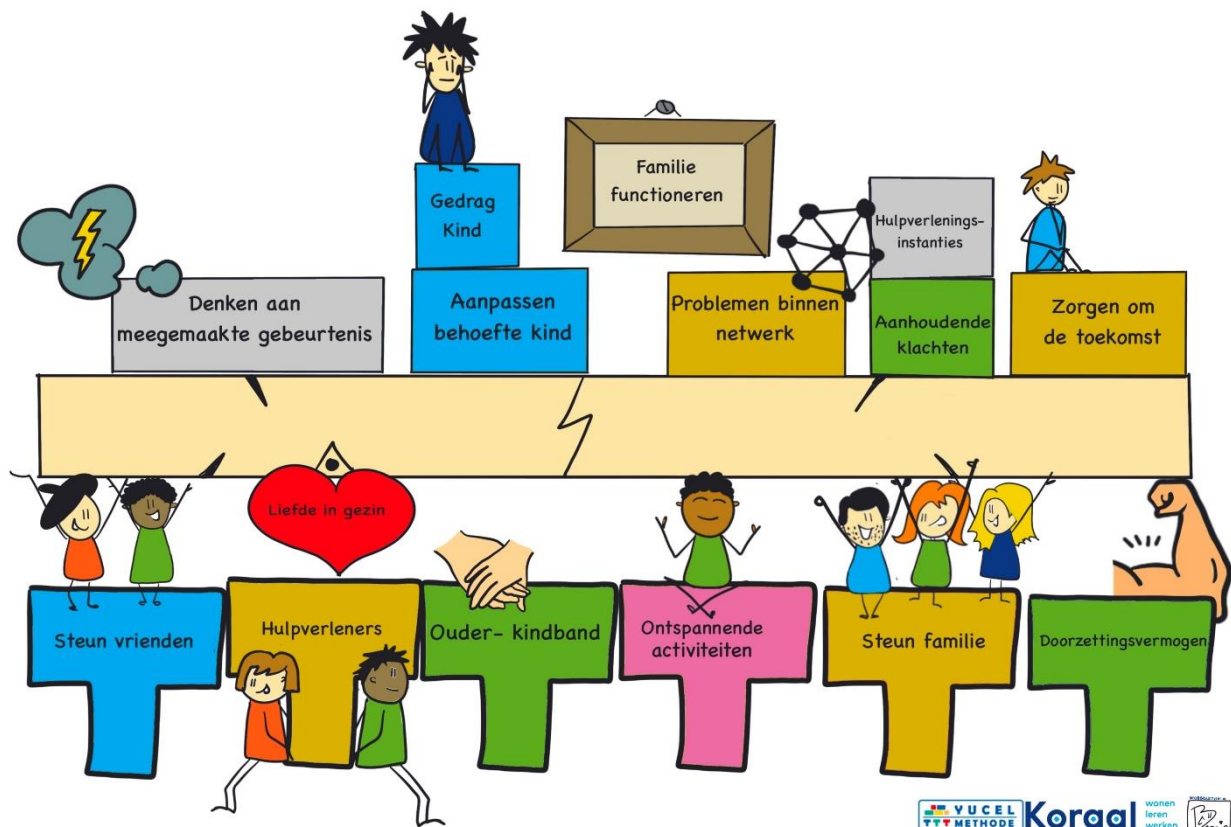 Familie
functioneren
Gedrag
Kind
Hulpverlenings-
instanties
Denken aan
meegemaakte gebeurtenis
Aanpassen
behoefte kind
Problemen binnen
netwerk
Aanhoudende
klachten
Zorgen om
de toekomst
Liefde in gezin
Steun vrienden
Hulpverleners
Ouder- kindband
Ontspannende
activiteiten
Steun familie
Doorzettingsvermogen
YUCEL
METHODE
Koraal
wonen
leren
werken